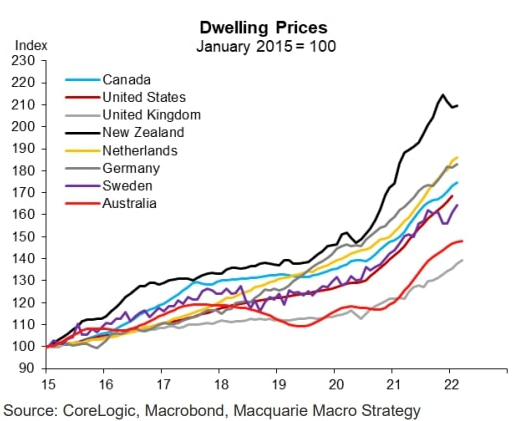 Dwelling Prices
January 2015 = 100
Index
230
220
210
200
190
180
170
160
150
140
130
120
110
100
90
Canada
United States
United Kingdom
New Zealand
Netherlands
Germany
Sweden
Australia
15 16 17 18 19 20 21 22
Source: CoreLogic, Macrobond, Macquarie Macro Strategy